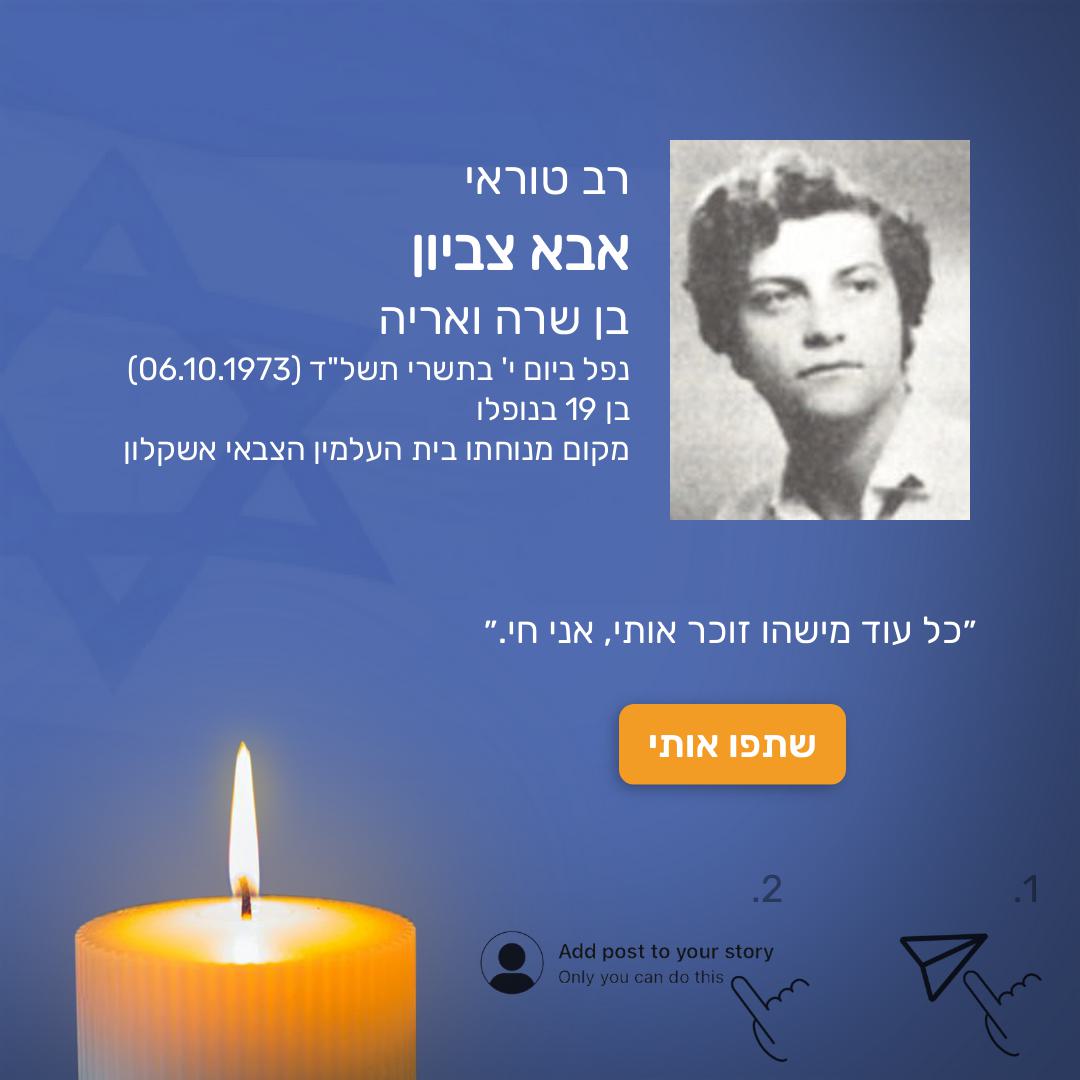 רב טוראי
אבא צביון
בן שרה ואריה
נפל ביום י' בתשרי תשל"ד (06.10.1973)
בן 19 בנופלו
מקום מנוחתו בית העלמין הצבאי אשקלון
״כל עוד מישהו זוכר אותי, אני חי.״
שתפו אותי
1.
2.
Add post to your story
Only you can do this